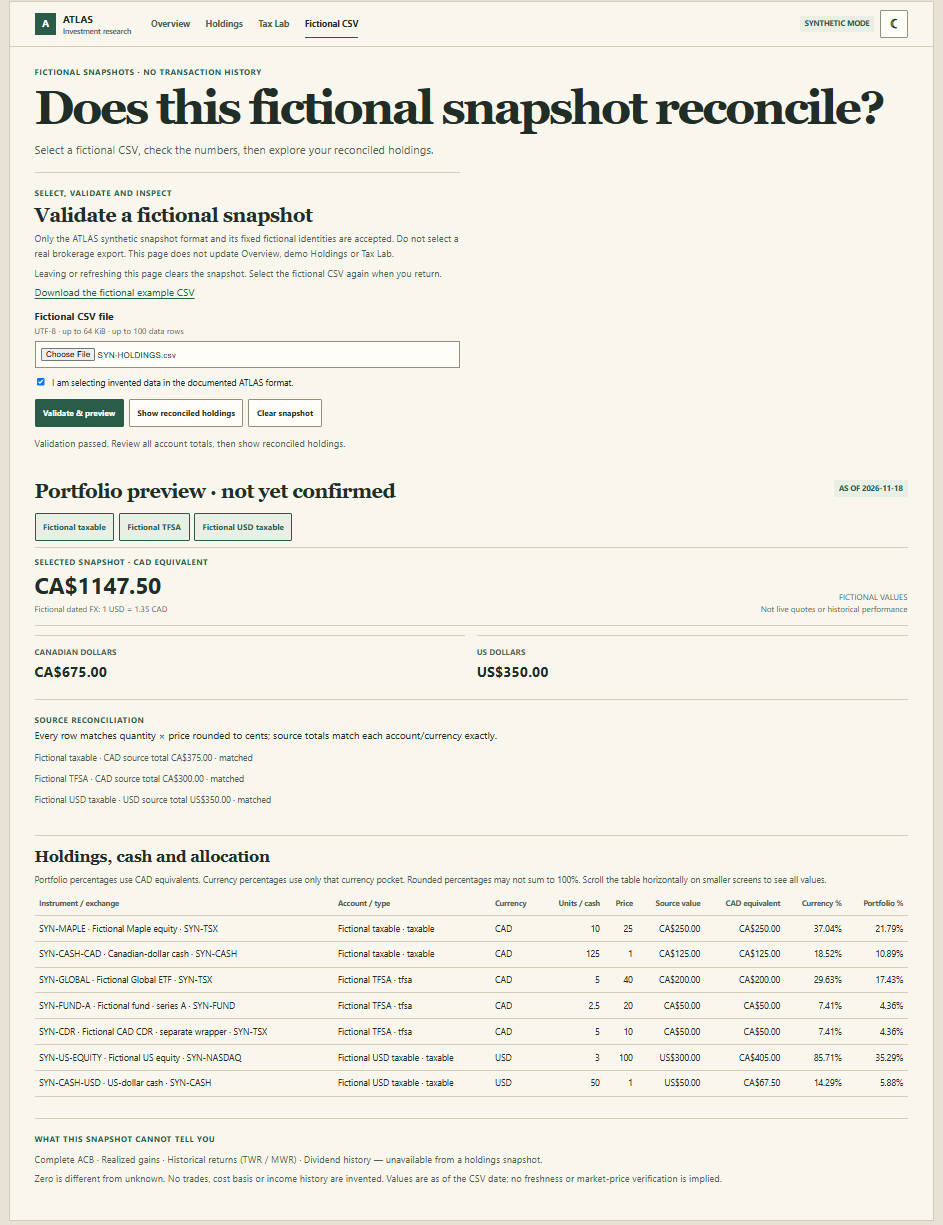 A
ATLAS
Investment research
Overview
Holdings
Tax Lab
Fictional CSV
SYNTHETIC MODE
☾
FICTIONAL SNAPSHOTS · NO TRANSACTION HISTORY
Does this fictional snapshot reconcile?
Select a fictional CSV, check the numbers, then explore your reconciled holdings.
SELECT, VALIDATE AND INSPECT
Validate a fictional snapshot
Only the ATLAS synthetic snapshot format and its fixed fictional identities are accepted. Do not select a
real brokerage export. This page does not update Overview, demo Holdings or Tax Lab.
Leaving or refreshing this page clears the snapshot. Select the fictional CSV again when you return.
Download the fictional example CSV
Fictional CSV file
UTF-8 · up to 64 KiB · up to 100 data rows
Choose File SYN-HOLDINGS.csv
I am selecting invented data in the documented ATLAS format.
Validate & preview
Show reconciled holdings
Clear snapshot
Validation passed. Review all account totals, then show reconciled holdings.
Portfolio preview · not yet confirmed
AS OF 2026-11-18
Fictional taxable
Fictional TFSA
Fictional USD taxable
SELECTED SNAPSHOT · CAD EQUIVALENT
CA$1147.50
Fictional dated FX: 1 USD = 1.35 CAD
FICTIONAL VALUES
Not live quotes or historical performance
CANADIAN DOLLARS
CA$675.00
US DOLLARS
US$350.00
SOURCE RECONCILIATION
Every row matches quantity × price rounded to cents; source totals match each account/currency exactly.
Fictional taxable · CAD source total CA$375.00 · matched
Fictional TFSA · CAD source total CA$300.00 · matched
Fictional USD taxable · USD source total US$350.00 · matched
Holdings, cash and allocation
Portfolio percentages use CAD equivalents. Currency percentages use only that currency pocket. Rounded percentages may not sum to 100%. Scroll the table horizontally on smaller screens to see all values.
Instrument / exchange Account / type Currency Units / cash Price Source value CAD equivalent Currency % Portfolio %
SYN-MAPLE · Fictional Maple equity · SYN-TSX Fictional taxable · taxable CAD 10 25 CA$250.00 CA$250.00 37.04% 21.79%
SYN-CASH-CAD · Canadian-dollar cash · SYN-CASH Fictional taxable · taxable CAD 125 1 CA$125.00 CA$125.00 18.52% 10.89%
SYN-GLOBAL · Fictional Global ETF · SYN-TSX Fictional TFSA · tfsa CAD 5 40 CA$200.00 CA$200.00 29.63% 17.43%
SYN-FUND-A · Fictional fund · series A · SYN-FUND Fictional TFSA · tfsa CAD 2.5 20 CA$50.00 CA$50.00 7.41% 4.36%
SYN-CDR · Fictional CAD CDR · separate wrapper · SYN-TSX Fictional TFSA · tfsa CAD 5 10 CA$50.00 CA$50.00 7.41% 4.36%
SYN-US-EQUITY · Fictional US equity · SYN-NASDAQ Fictional USD taxable · taxable USD 3 100 US$300.00 CA$405.00 85.71% 35.29%
SYN-CASH-USD · US-dollar cash · SYN-CASH Fictional USD taxable · taxable USD 50 1 US$50.00 CA$67.50 14.29% 5.88%
WHAT THIS SNAPSHOT CANNOT TELL YOU
Complete ACB · Realized gains · Historical returns (TWR / MWR) · Dividend history — unavailable from a holdings snapshot.
Zero is different from unknown. No trades, cost basis or income history are invented. Values are as of the CSV date; no freshness or market-price verification is implied.